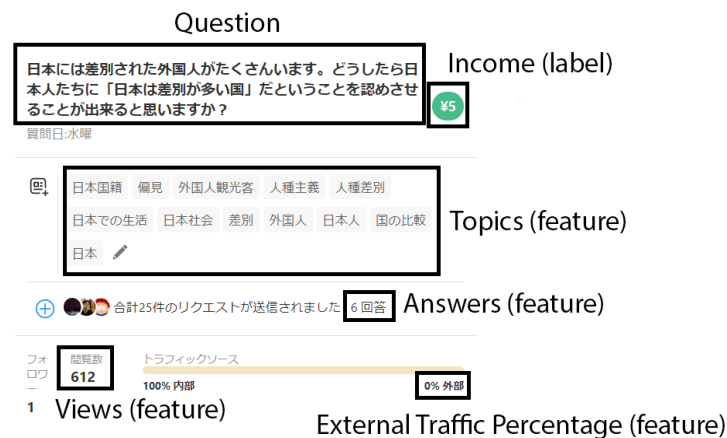 Question
日本には差別された外国人がたくさんいます。どうしたら日
本人たちに「日本は差別が多い国」だということを認めさせ
ることが出来ると思いますか？
Income (label)
¥5
質問日:水曜
日本国籍 偏見 外国人観光客 人種主義 人種差別
日本での生活 日本社会 差別 外国人 日本人 国の比較
日本
Topics (feature)
合計25件のリクエストが送信されました 6 回答
Answers (feature)
フォ
ロワ
ー
1
閲覧数
612
トラフィックソース
100% 内部
0% 外部
Views (feature)
External Traffic Percentage (feature)